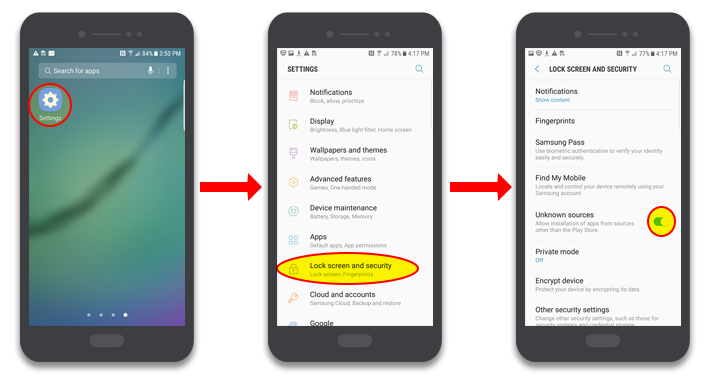 84% 3:50 PM
Search for apps
Settings
78% 4:17 PM
SETTINGS
Notifications
Block, allow, prioritize
Display
Brightness, Blue light filter, Home screen
Wallpapers and themes
Wallpapers, themes, icons
Advanced features
Games, One-handed mode
Device maintenance
Battery, Storage, Memory
Apps
Default apps, App permissions
Lock screen and security
Lock screen, Fingerprints
Cloud and accounts
Samsung Cloud, Backup and restore
Google
77% 4:17 PM
LOCK SCREEN AND SECURITY
Notifications
Show content
Fingerprints
Samsung Pass
Use biometric authentication to verify your identity
easily and securely.
Find My Mobile
Locate and control your device remotely using your
Samsung account.
Unknown sources
Allow installation of apps from sources
other than the Play Store.
Private mode
Off
Encrypt device
Protect your device by encrypting its data.
Other security settings
Change other security settings, such as those for
security updates and credential storage.